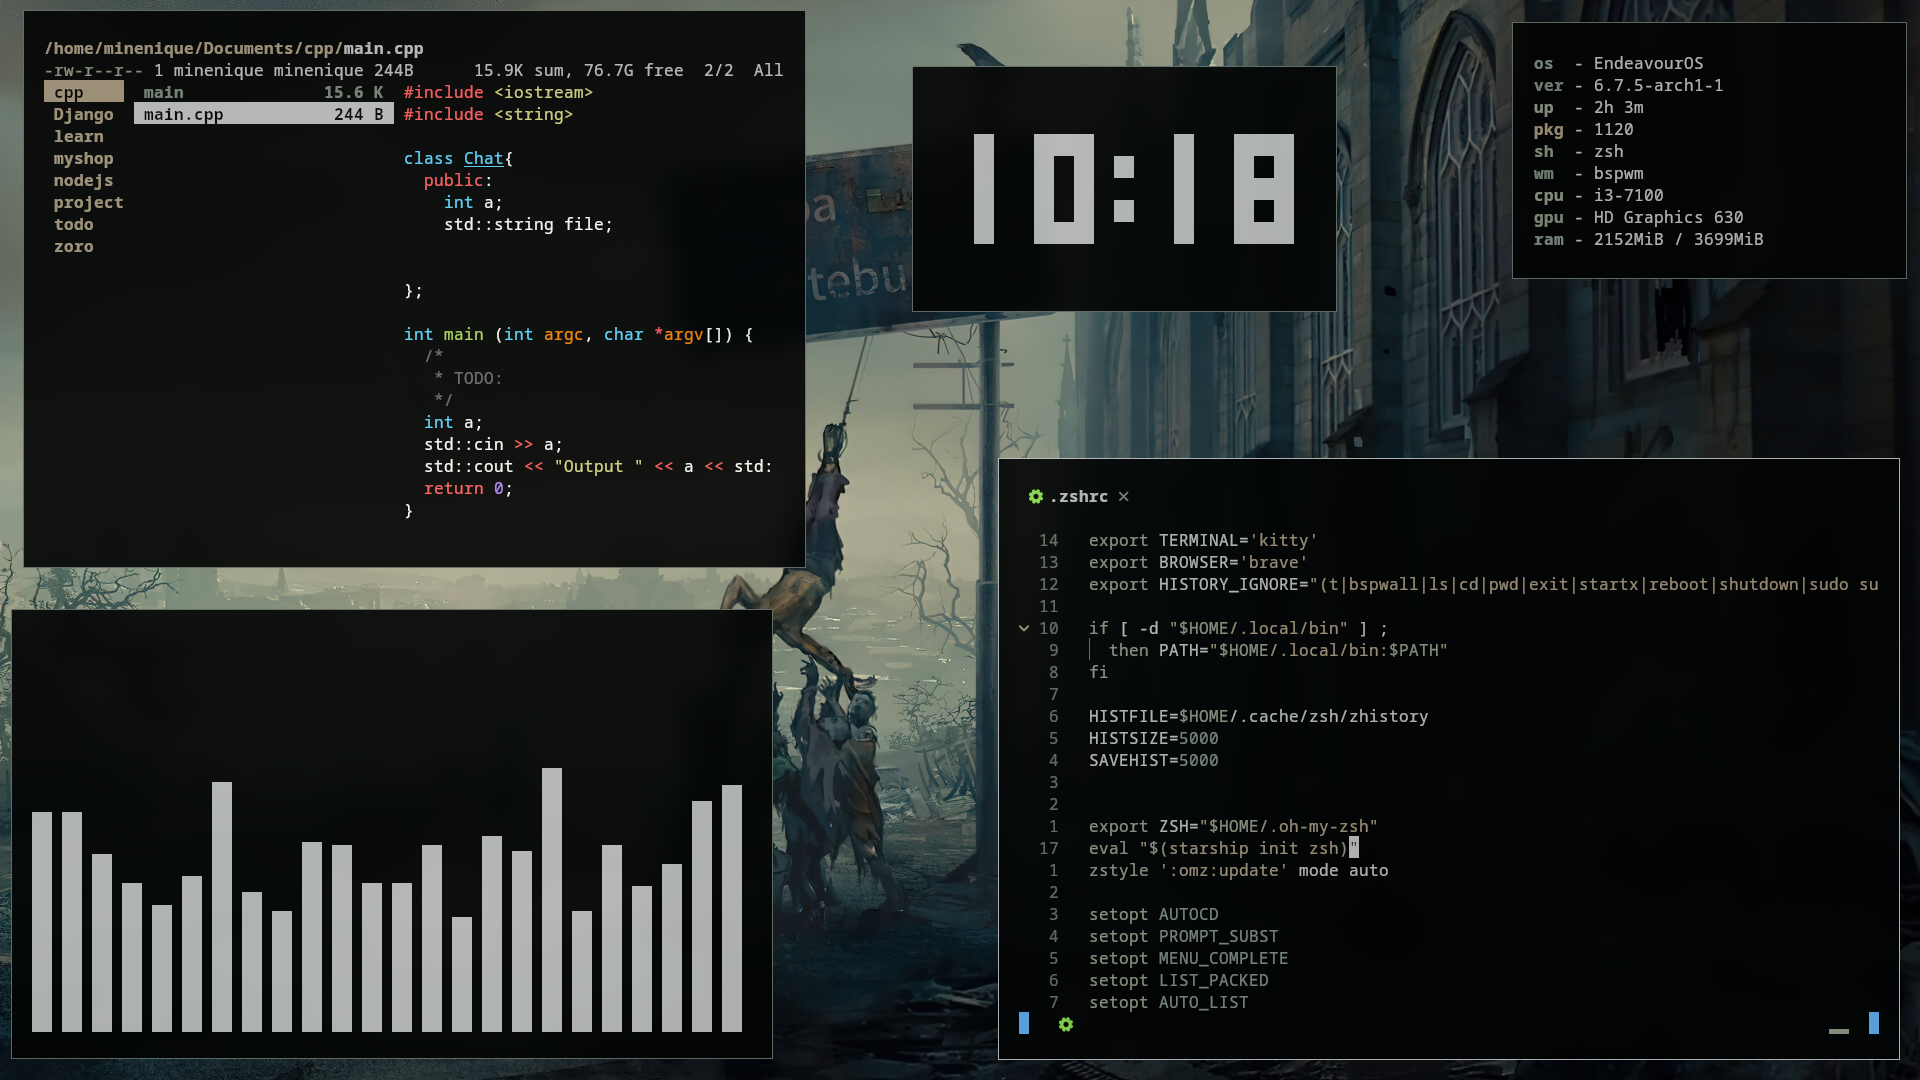 /home/minenique/Documents/cpp/main.cpp
-rw-r--r-- 1 minenique minenique 244B 15.9K sum, 76.7G free 2/2 All
cpp main 15.6 K
Django main.cpp 244 B
learn
myshop
nodejs
project
todo
zoro
#include <iostream>
#include <string>
class Chat{
public:
int a;
std::string file;
};
int main (int argc, char *argv[]) {
/*
* TODO:
*/
int a;
std::cin >> a;
std::cout << "Output " << a << std:
return 0;
}
10:18
os - EndeavourOS
ver - 6.7.5-arch1-1
up - 2h 3m
pkg - 1120
sh - zsh
wm - bspwm
cpu - i3-7100
gpu - HD Graphics 630
ram - 2152MiB / 3699MiB
.zshrc ×
14 export TERMINAL='kitty'
13 export BROWSER='brave'
12 export HISTORY_IGNORE="(t|bspwall|ls|cd|pwd|exit|startx|reboot|shutdown|sudo su
11
10 if [ -d "$HOME/.local/bin" ] ;
9 then PATH="$HOME/.local/bin:$PATH"
8 fi
7
6 HISTFILE=$HOME/.cache/zsh/zhistory
5 HISTSIZE=5000
4 SAVEHIST=5000
3
2
1 export ZSH="$HOME/.oh-my-zsh"
17 eval "$(starship init zsh)"
1 zstyle ':omz:update' mode auto
2
3 setopt AUTOCD
4 setopt PROMPT_SUBST
5 setopt MENU_COMPLETE
6 setopt LIST_PACKED
7 setopt AUTO_LIST